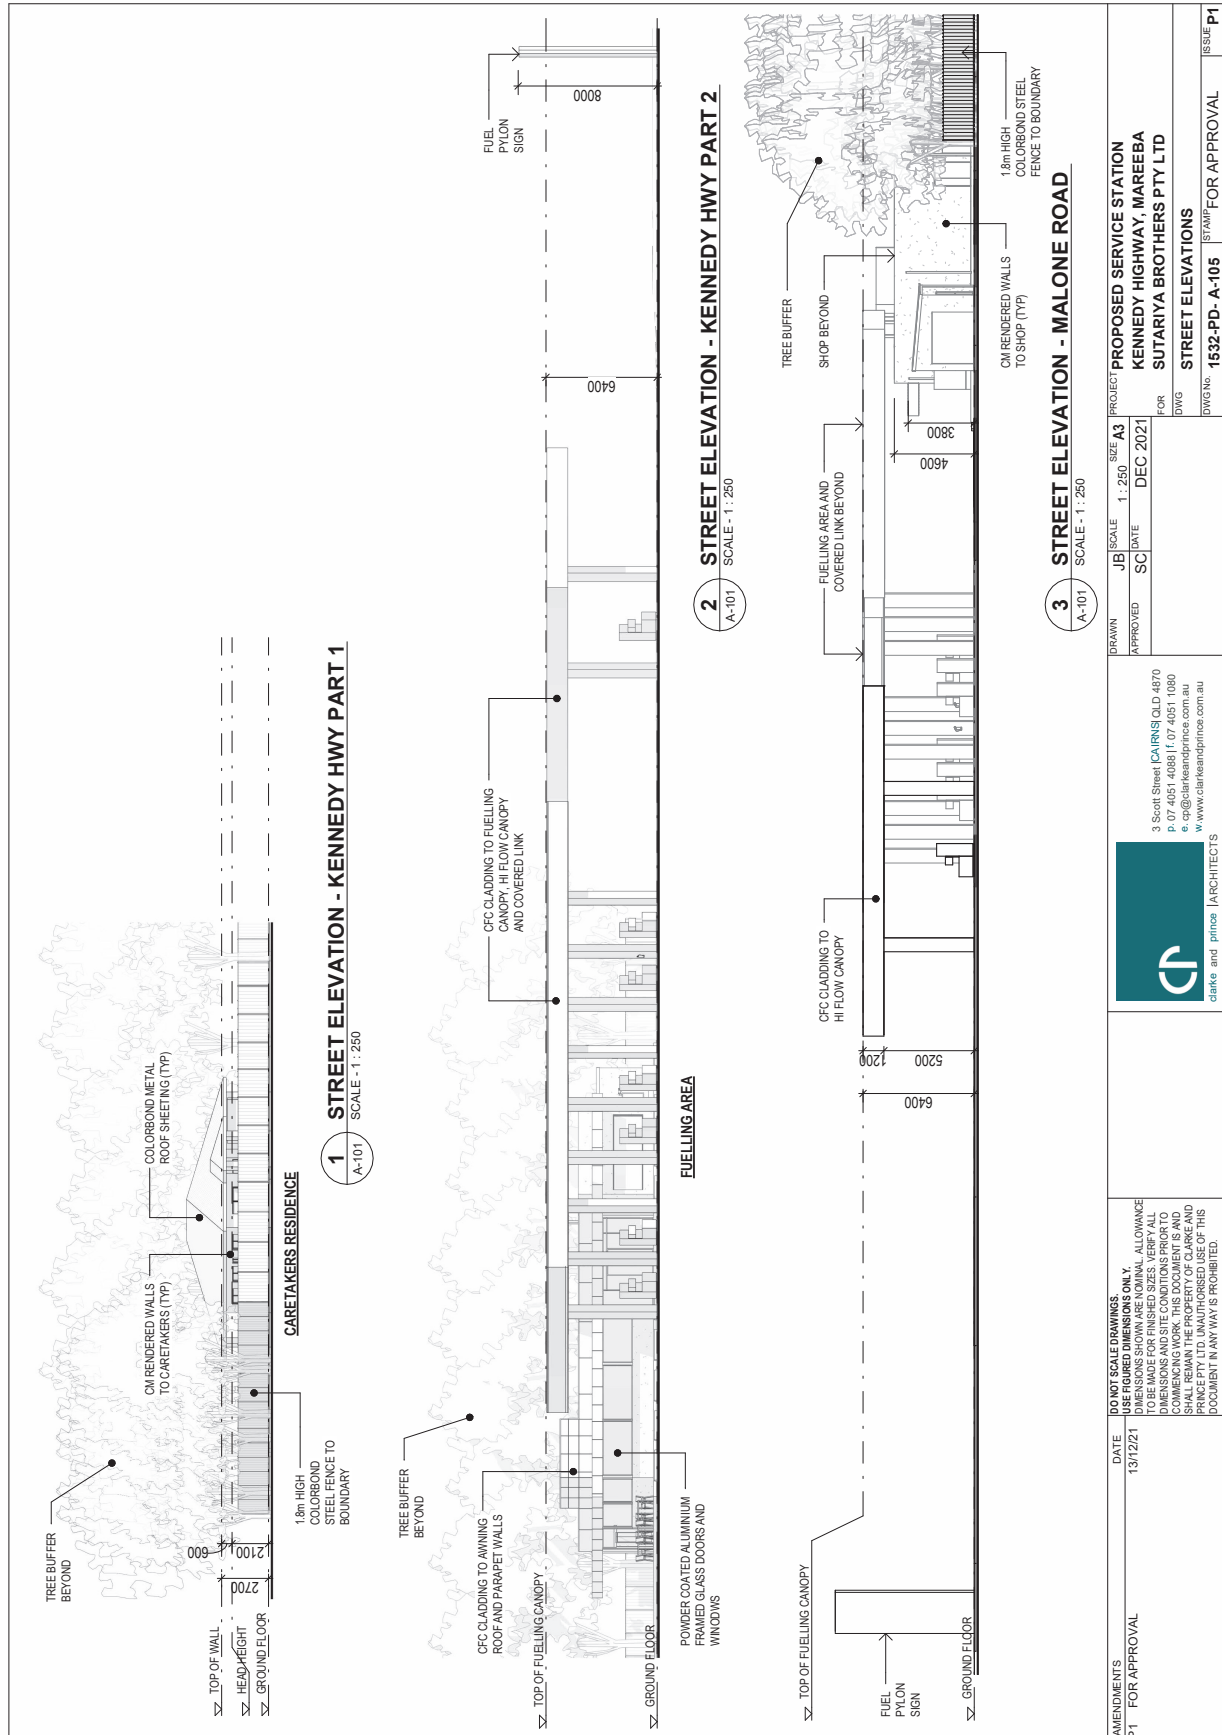 TREE BUFFER
BEYOND
CM RENDERED WALLS
TO CARETAKERS (TYP)
COLORBOND METAL
ROOF SHEETING (TYP)
TOP OF WALL
HEAD HEIGHT
GROUND FLOOR
600
2100
2700
1.8m HIGH
COLORBOND
STEEL FENCE TO
BOUNDARY
CARETAKERS RESIDENCE
1
A-101
STREET ELEVATION - KENNEDY HWY PART 1
SCALE - 1 : 250
TREE BUFFER
BEYOND
CFC CLADDING TO AWNING
ROOF AND PARAPET WALLS
CFC CLADDING TO FUELLING
CANOPY, HI FLOW CANOPY
AND COVERED LINK
FUEL
PYLON
SIGN
8000
6400
TOP OF FUELLING CANOPY
GROUND FLOOR
POWDER COATED ALUMINIUM
FRAMED GLASS DOORS AND
WINODWS
FUELLING AREA
2
A-101
STREET ELEVATION - KENNEDY HWY PART 2
SCALE - 1 : 250
TOP OF FUELLING CANOPY
FUEL
PYLON
SIGN
GROUND FLOOR
6400
1200
5200
CFC CLADDING TO
HI FLOW CANOPY
FUELLING AREA AND
COVERED LINK BEYOND
4600
3800
SHOP BEYOND
TREE BUFFER
CM RENDERED WALLS
TO SHOP (TYP)
1.8m HIGH
COLORBOND STEEL
FENCE TO BOUNDARY
3
A-101
STREET ELEVATION - MALONE ROAD
SCALE - 1 : 250
AMENDMENTS
DATE
P1 FOR APPROVAL
13/12/21
DO NOT SCALE DRAWINGS.
USE FIGURED DIMENSIONS ONLY.
DIMENSIONS SHOWN ARE NOMINAL. ALLOWANCE
TO BE MADE FOR FINISHED SIZES. VERIFY ALL
DIMENSIONS AND SITE CONDITIONS PRIOR TO
COMMENCING WORK. THIS DOCUMENT IS AND
SHALL REMAIN THE PROPERTY OF CLARKE AND
PRINCE PTY LTD. UNAUTHORISED USE OF THIS
DOCUMENT IN ANY WAY IS PROHIBITED.
clarke and prince | ARCHITECTS
3 Scott Street |CAIRNS| QLD 4870
p. 07 4051 4088 | f. 07 4051 1080
e. cp@clarkeandprince.com.au
w. www.clarkeandprince.com.au
DRAWN JB
SCALE 1 : 250
SIZE A3
APPROVED SC
DATE DEC 2021
PROJECT PROPOSED SERVICE STATION
KENNEDY HIGHWAY, MAREEBA
FOR SUTARIYA BROTHERS PTY LTD
DWG STREET ELEVATIONS
DWG No. 1532-PD- A-105
STAMP FOR APPROVAL
ISSUE P1